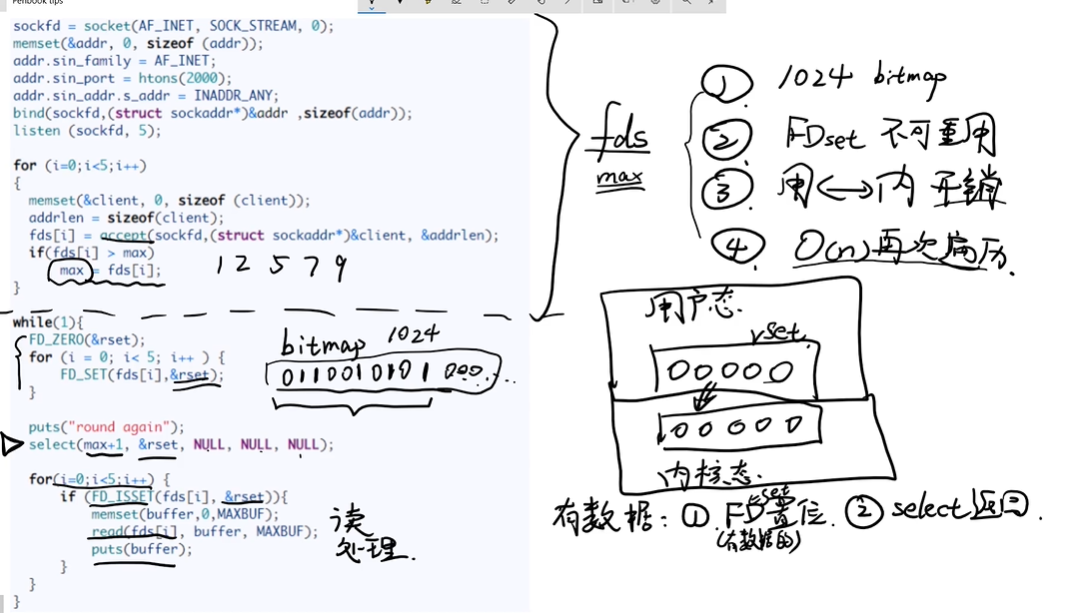 Penbook tips
sockfd = socket(AF_INET, SOCK_STREAM, 0);
memset(&addr, 0, sizeof (addr));
addr.sin_family = AF_INET;
addr.sin_port = htons(2000);
addr.sin_addr.s_addr = INADDR_ANY;
bind(sockfd,(struct sockaddr*)&addr ,sizeof(addr));
listen (sockfd, 5);
for (i=0;i<5;i++)
{
memset(&client, 0, sizeof (client));
addrlen = sizeof(client);
fds[i] = accept(sockfd,(struct sockaddr*)&client, &addrlen);
if(fds[i] > max)
max = fds[i];
}
1 2 5 7 9
while(1){
FD_ZERO(&rset);
for (i = 0; i< 5; i++ ) {
FD_SET(fds[i],&rset);
}
bitmap 1024
0110010101 000...
puts("round again");
select(max+1, &rset, NULL, NULL, NULL);
for(i=0;i<5;i++) {
if (FD_ISSET(fds[i], &rset)){
memset(buffer,0,MAXBUF);
read(fds[i], buffer, MAXBUF);
puts(buffer);
}
}
}
读
处理.
fds
max
① 1024 bitmap
② FDset 不可重用
③ 用<->内 开销
④ O(n)再次遍历.
用户态
rset
00000
00000
内核态.
有数据: ① FD置位. ② select返回.
set
(有数据的)